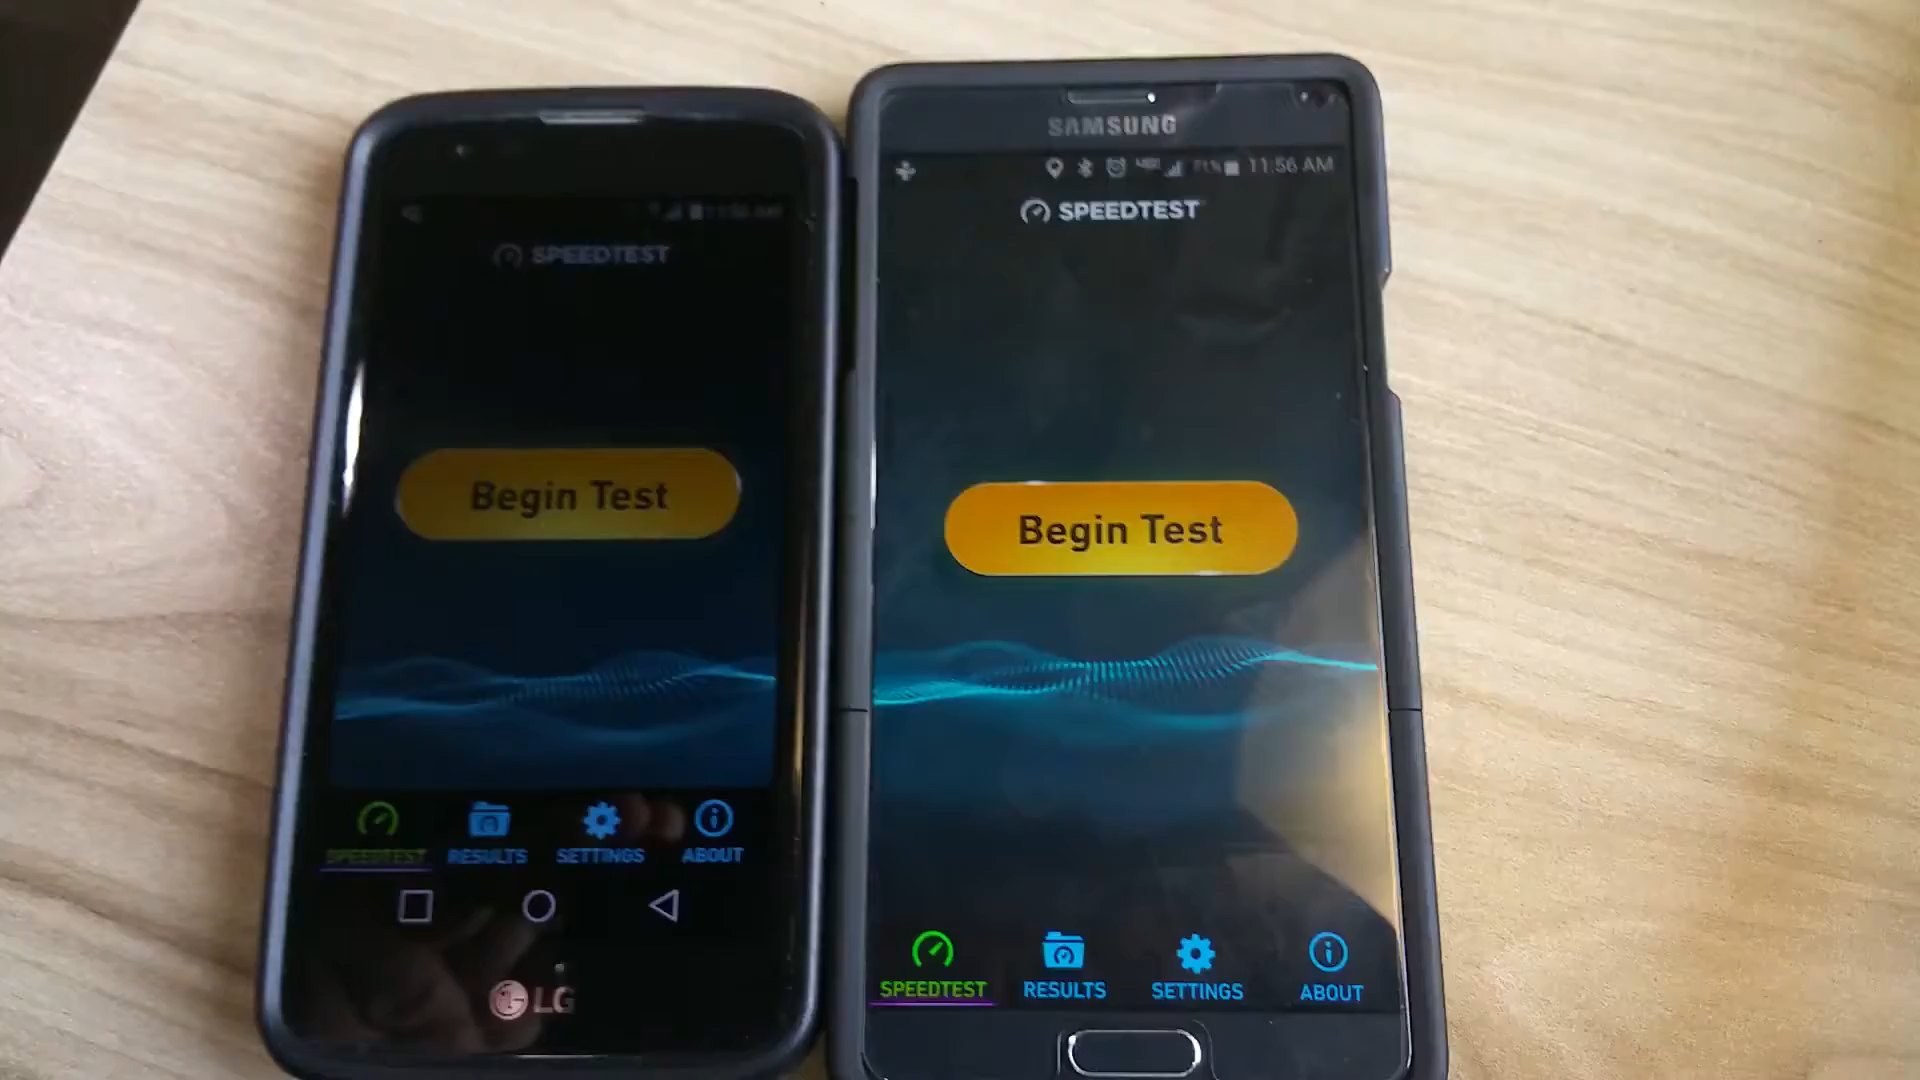 SPEEDTEST
Begin Test
SPEEDTEST RESULTS SETTINGS ABOUT
LG
SAMSUNG
71% 11:56 AM
SPEEDTEST
Begin Test
SPEEDTEST RESULTS SETTINGS ABOUT